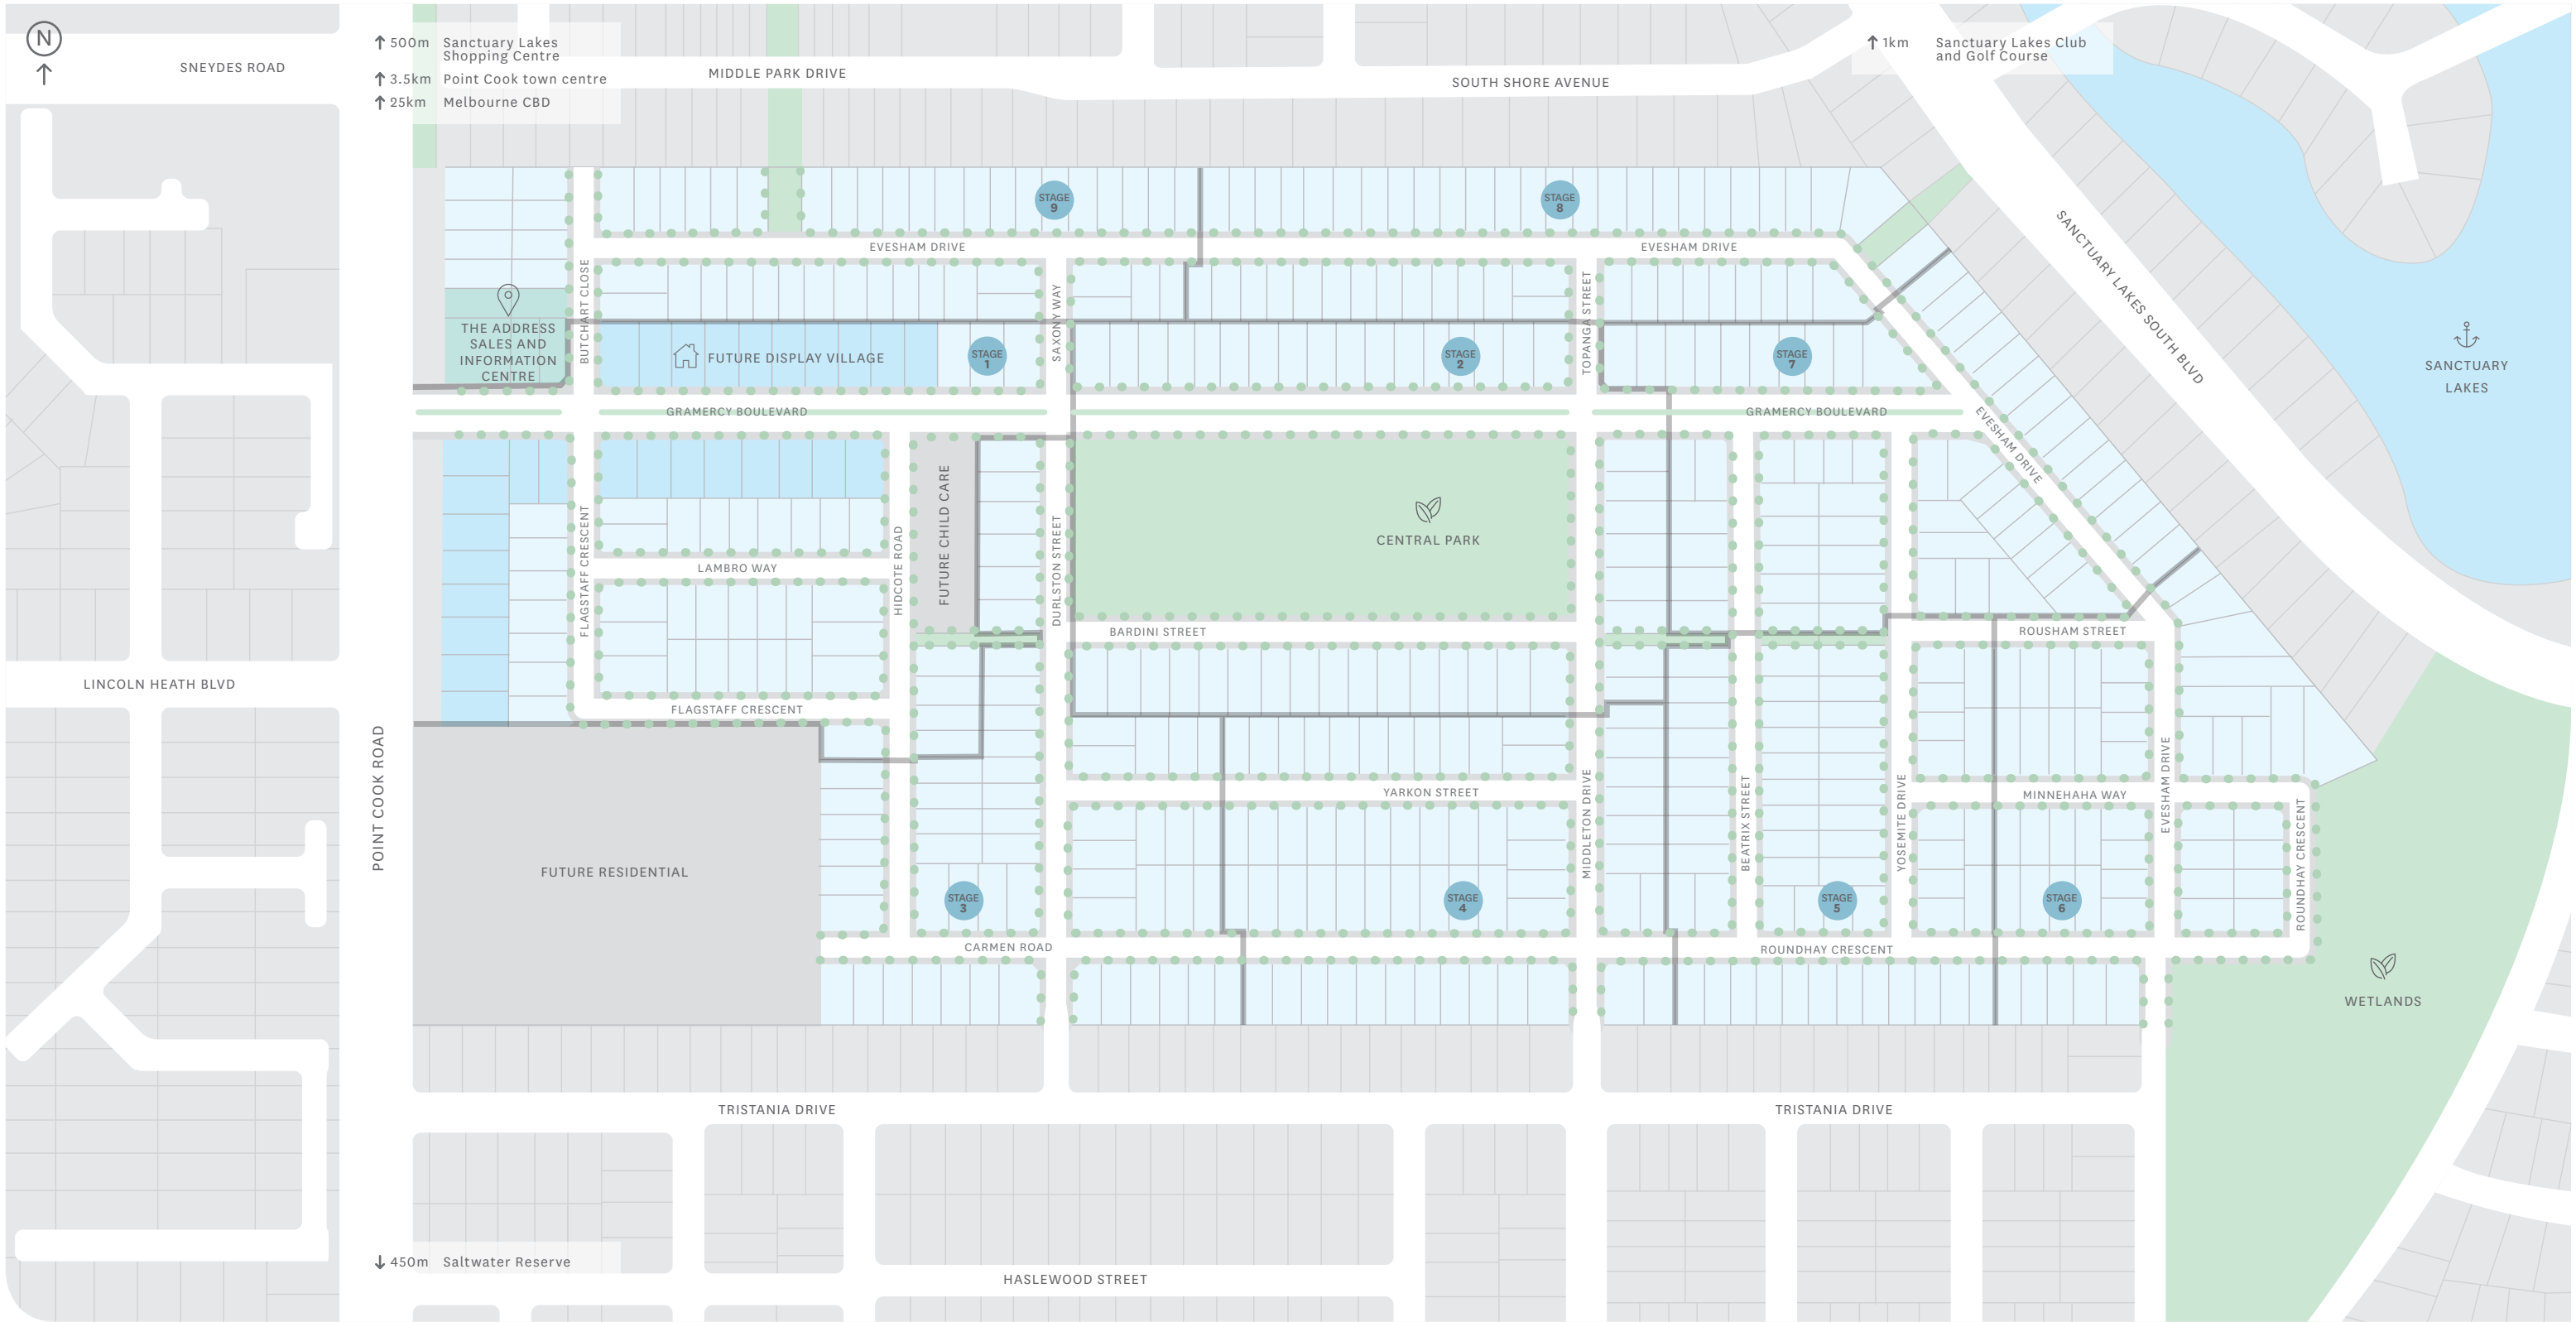 N
SNEYDES ROAD
500m Sanctuary Lakes
Shopping Centre
3.5km Point Cook town centre
25km Melbourne CBD
MIDDLE PARK DRIVE
SOUTH SHORE AVENUE
1km Sanctuary Lakes Club
and Golf Course
STAGE
9
STAGE
8
EVESHAM DRIVE
EVESHAM DRIVE
SANCTUARY LAKES SOUTH BLVD
BUTCHART CLOSE
SAXONY WAY
TOPANGA STREET
THE ADDRESS
SALES AND
INFORMATION
CENTRE
FUTURE DISPLAY VILLAGE
STAGE
1
STAGE
2
STAGE
7
SANCTUARY
LAKES
GRAMERCY BOULEVARD
GRAMERCY BOULEVARD
EVESHAM DRIVE
FLAGSTAFF CRESCENT
LAMBRO WAY
HIDCOTE ROAD
FUTURE CHILD CARE
DURLSTON STREET
CENTRAL PARK
BARDINI STREET
ROUSHAM STREET
LINCOLN HEATH BLVD
FLAGSTAFF CRESCENT
POINT COOK ROAD
YARKON STREET
MIDDLETON DRIVE
BEATRIX STREET
YOSEMITE DRIVE
MINNEHAHA WAY
EVESHAM DRIVE
ROUNDHAY CRESCENT
FUTURE RESIDENTIAL
STAGE
3
STAGE
4
STAGE
5
STAGE
6
CARMEN ROAD
ROUNDHAY CRESCENT
WETLANDS
TRISTANIA DRIVE
TRISTANIA DRIVE
450m Saltwater Reserve
HASLEWOOD STREET